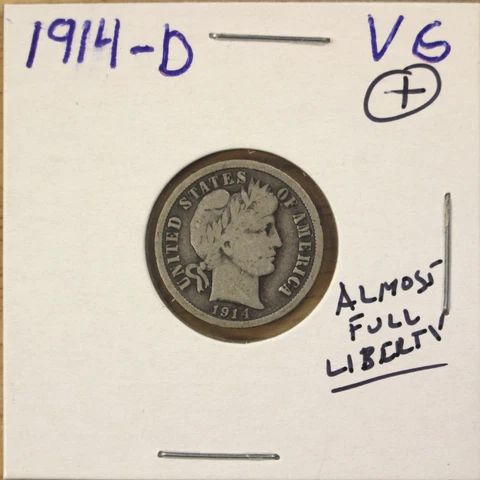 1914-D VG
+
UNITED STATES OF AMERICA
1914
ALMOST
FULL
LIBERTY